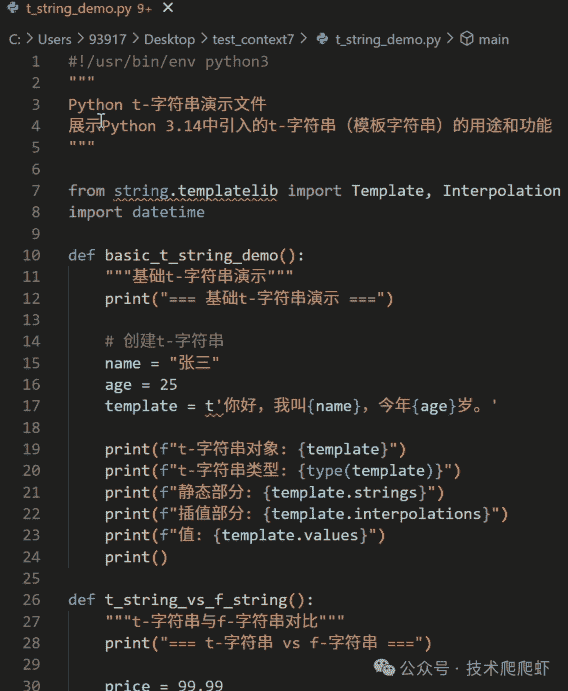 t_string_demo.py 9+ ×
C: > Users > 93917 > Desktop > test_context7 > t_string_demo.py > main
1 #!/usr/bin/env python3
2 """
3 Python t-字符串演示文件
4 展示Python 3.14中引入的t-字符串（模板字符串）的用途和功能
5 """
6
7 from string.templatelib import Template, Interpolation
8 import datetime
9
10 def basic_t_string_demo():
11     """基础t-字符串演示"""
12     print("=== 基础t-字符串演示 ===")
13
14     # 创建t-字符串
15     name = "张三"
16     age = 25
17     template = t'你好，我叫{name}，今年{age}岁。'
18
19     print(f"t-字符串对象: {template}")
20     print(f"t-字符串类型: {type(template)}")
21     print(f"静态部分: {template.strings}")
22     print(f"插值部分: {template.interpolations}")
23     print(f"值: {template.values}")
24     print()
25
26 def t_string_vs_f_string():
27     """t-字符串与f-字符串对比"""
28     print("=== t-字符串 vs f-字符串 ===")
29
30     price = 99.99
公众号 · 技术爬爬虾